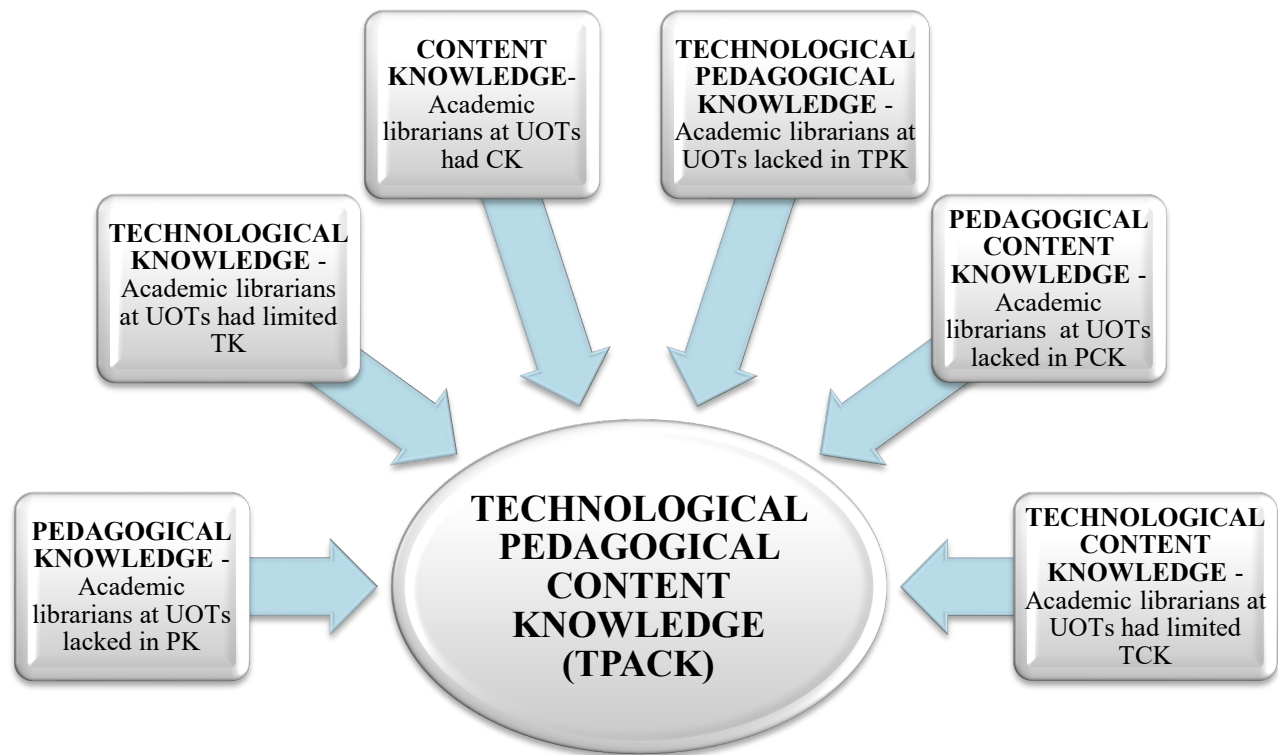 CONTENT
KNOWLEDGE-
Academic
librarians at UOTs
had CK
TECHNOLOGICAL
PEDAGOGICAL
KNOWLEDGE -
Academic librarians at
UOTs lacked in TPK
TECHNOLOGICAL
KNOWLEDGE -
Academic librarians
at UOTs had limited
TK
PEDAGOGICAL
CONTENT
KNOWLEDGE -
Academic
librarians  at UOTs
lacked in PCK
PEDAGOGICAL
KNOWLEDGE -
Academic
librarians at UOTs
lacked in PK
TECHNOLOGICAL
PEDAGOGICAL
CONTENT
KNOWLEDGE
(TPACK)
TECHNOLOGICAL
CONTENT
KNOWLEDGE -
Academic librarians at
UOTs had limited
TCK